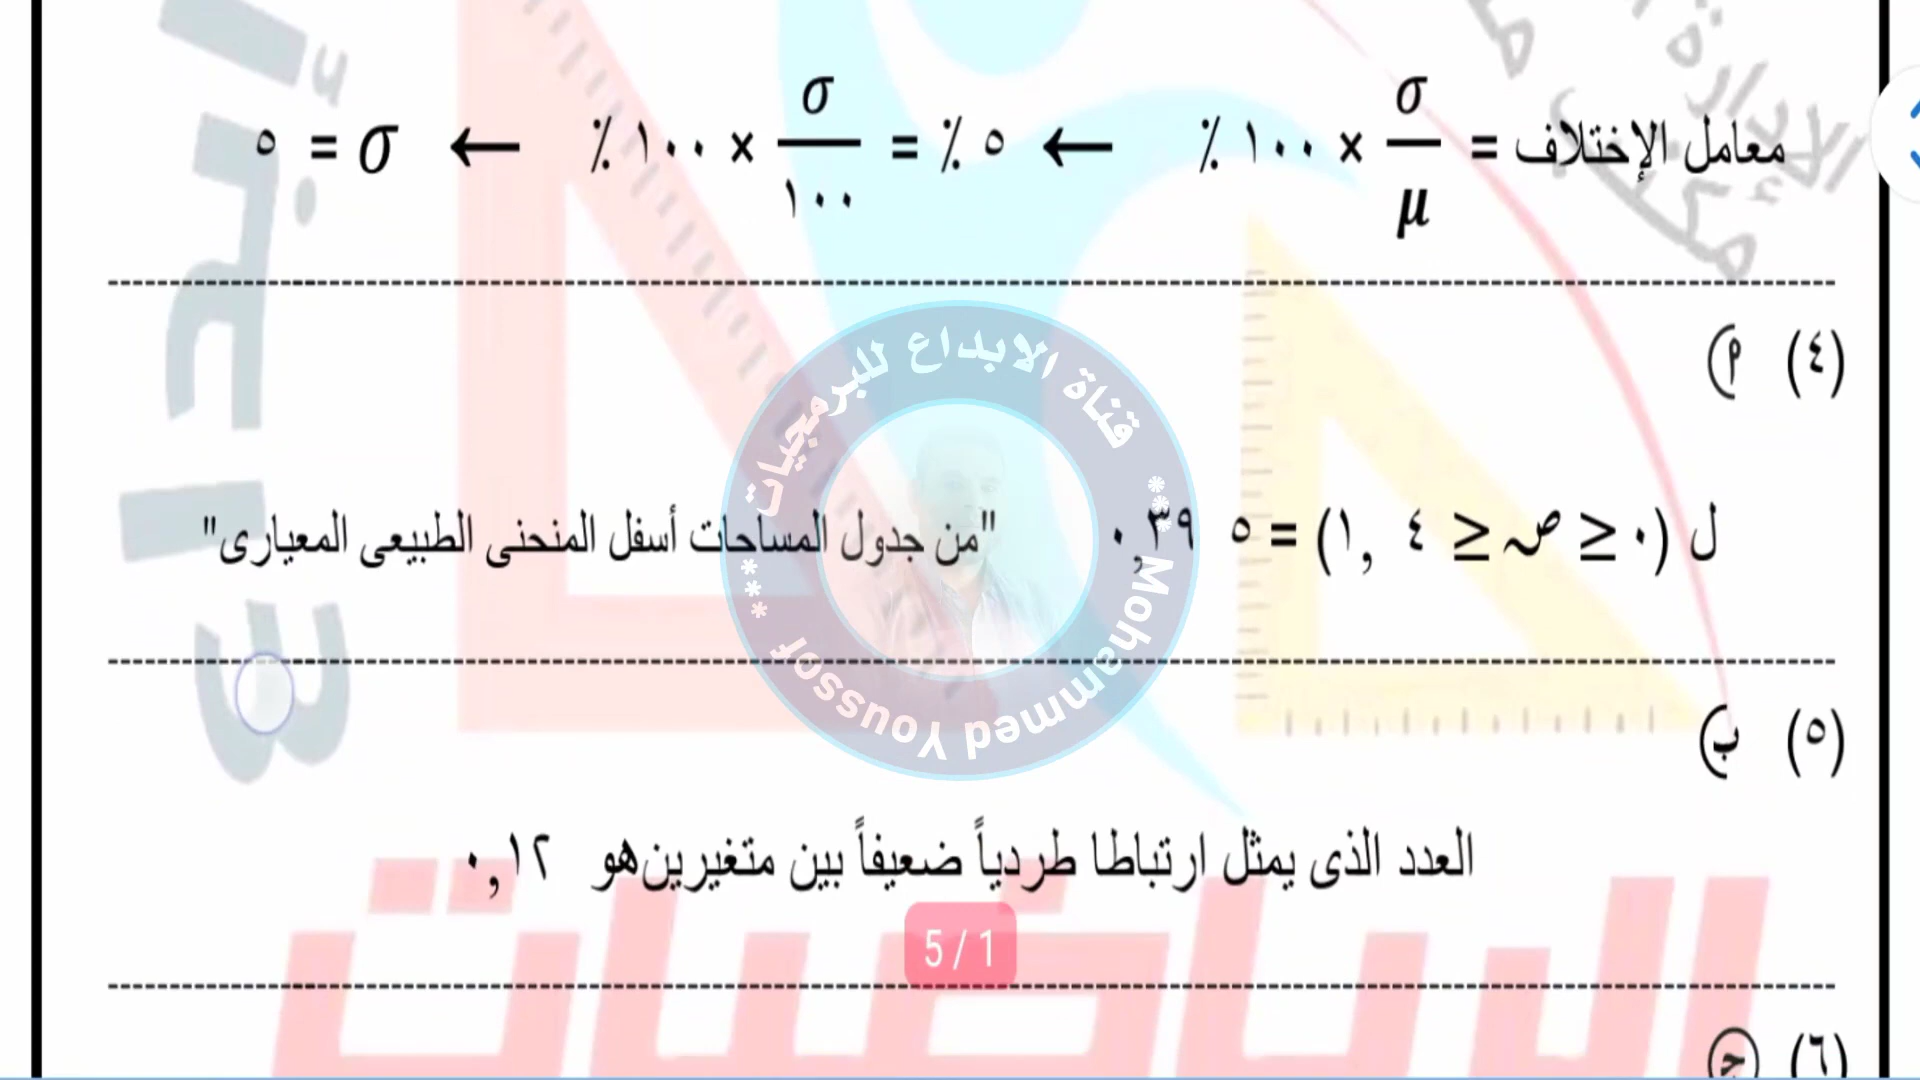 معامل الإختلاف = σ/μ × ١٠٠ ٪ ← ٥ ٪ = σ/١٠٠ × ١٠٠ ٪ ← σ = ٥
(٤) أ
ل (٠ ≤ ص ≤ ٤ ,١) = ٥ ٠,٣٩ "من جدول المساحات أسفل المنحنى الطبيعى المعيارى"
(٥) ب
العدد الذى يمثل ارتباطا طردياً ضعيفاً بين متغيرين هو ٠,١٢
(٦) ج
5 / 1
قناة الابداع للبرمجيات
*** Mohammed Youssof ***
الرياضيات